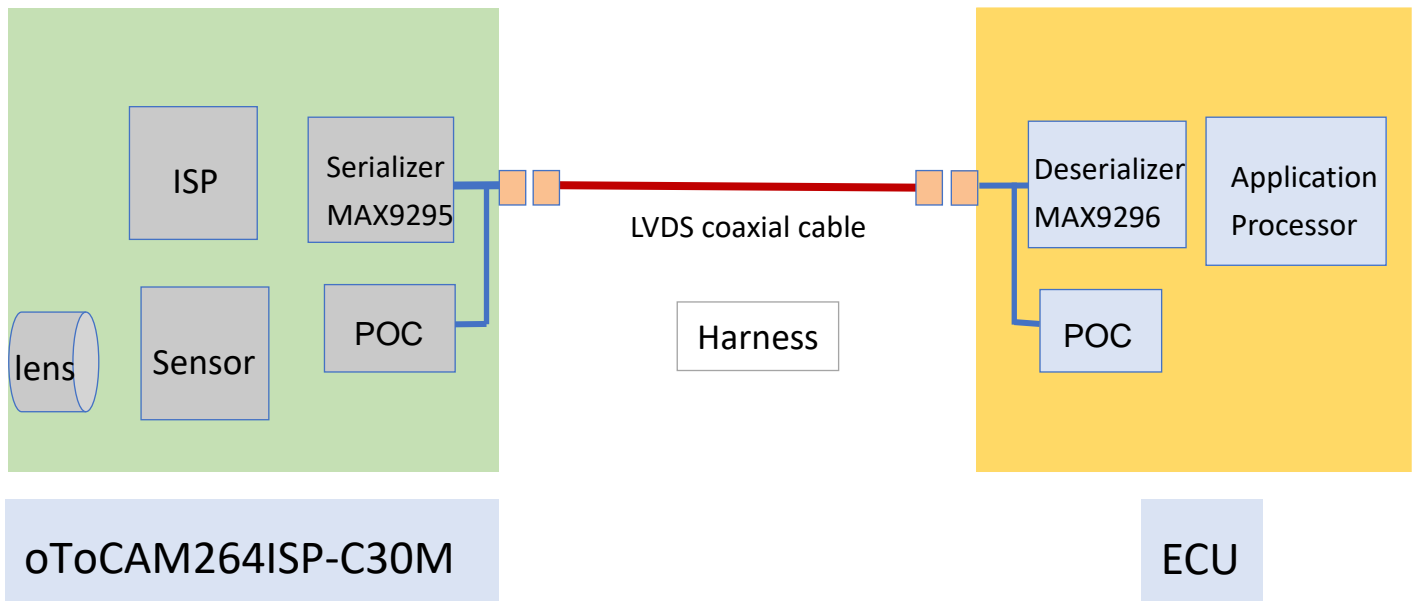 ISP
Serializer
MAX9295
POC
lens
Sensor
LVDS coaxial cable
Harness
Deserializer
MAX9296
Application
Processor
POC
oToCAM264ISP-C30M
ECU